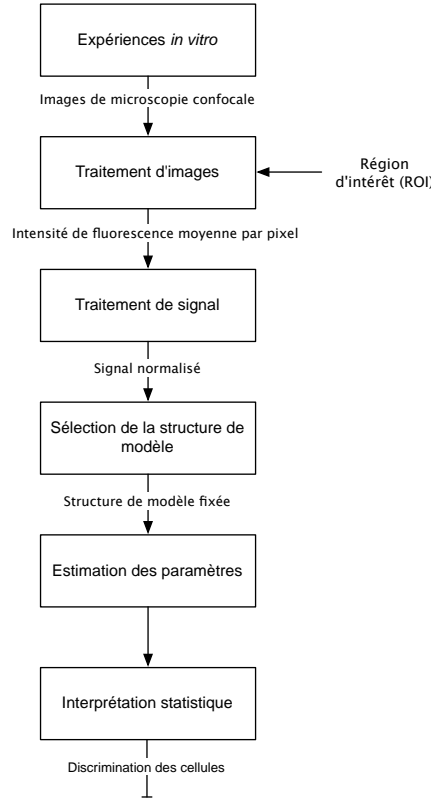 Expériences in vitro
Images de microscopie confocale
Traitement d'images
Région
d'intérêt (ROI)
Intensité de fluorescence moyenne par pixel
Traitement de signal
Signal normalisé
Sélection de la structure de
modèle
Structure de modèle fixée
Estimation des paramètres
Interprétation statistique
Discrimination des cellules